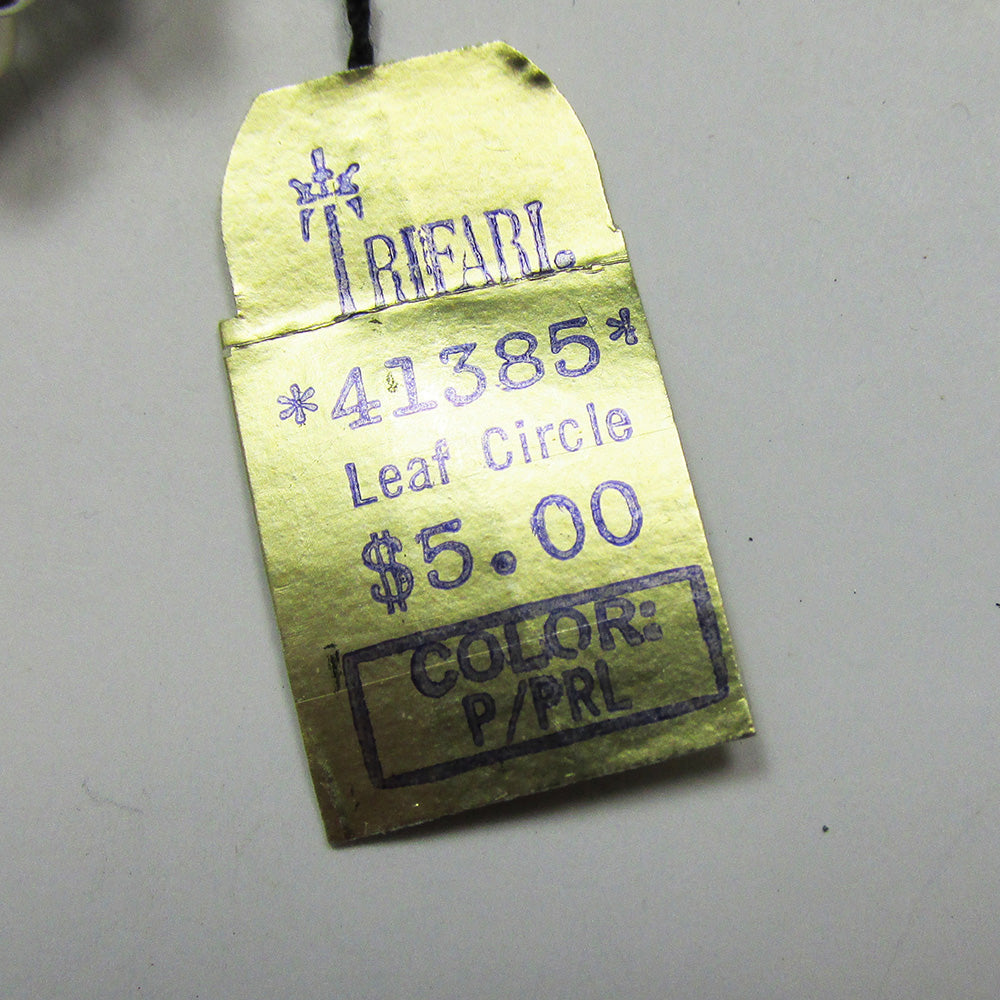 TRIFARI.
*41385*
Leaf Circle
$5.00
COLOR:
P/PRL